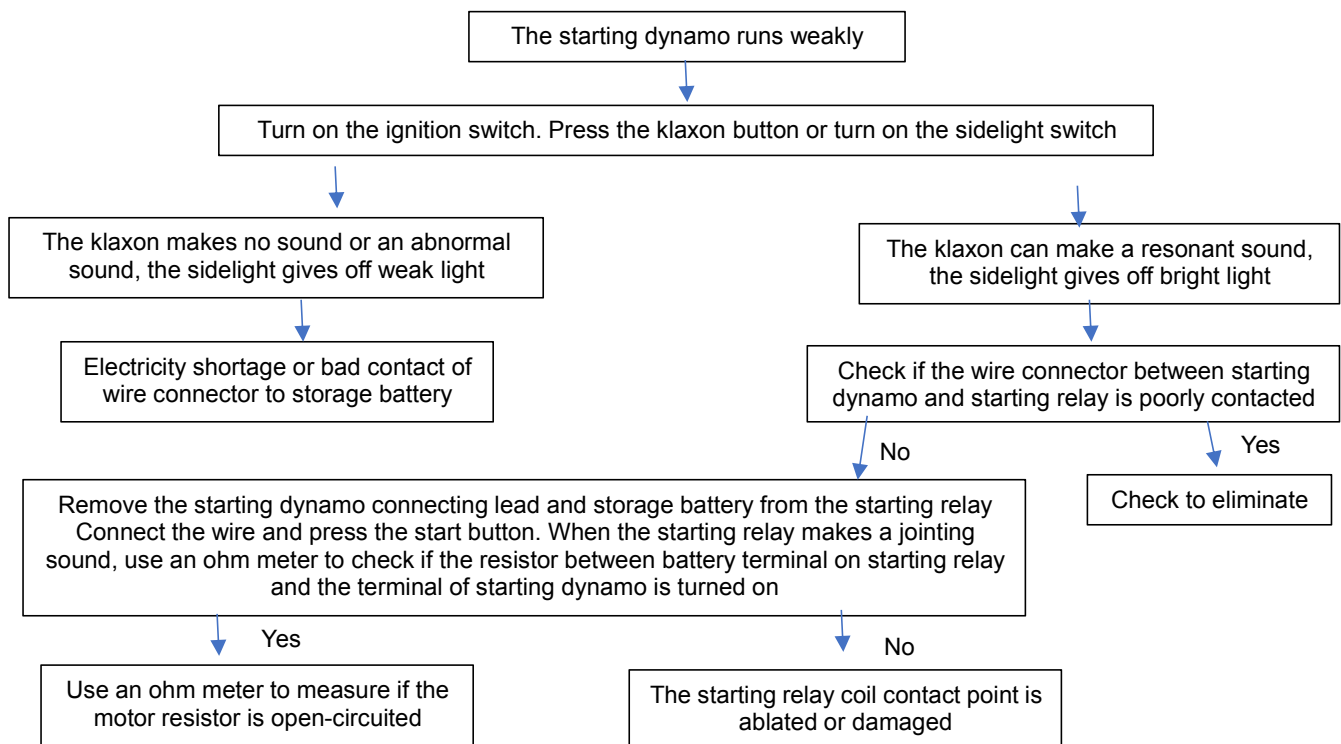 The starting dynamo runs weakly
Turn on the ignition switch. Press the klaxon button or turn on the sidelight switch
The klaxon makes no sound or an abnormal
sound, the sidelight gives off weak light
The klaxon can make a resonant sound,
the sidelight gives off bright light
Electricity shortage or bad contact of
wire connector to storage battery
Check if the wire connector between starting
dynamo and starting relay is poorly contacted
No
Yes
Remove the starting dynamo connecting lead and storage battery from the starting relay
Connect the wire and press the start button. When the starting relay makes a jointing
sound, use an ohm meter to check if the resistor between battery terminal on starting relay
and the terminal of starting dynamo is turned on
Check to eliminate
Yes
No
Use an ohm meter to measure if the
motor resistor is open-circuited
The starting relay coil contact point is
ablated or damaged